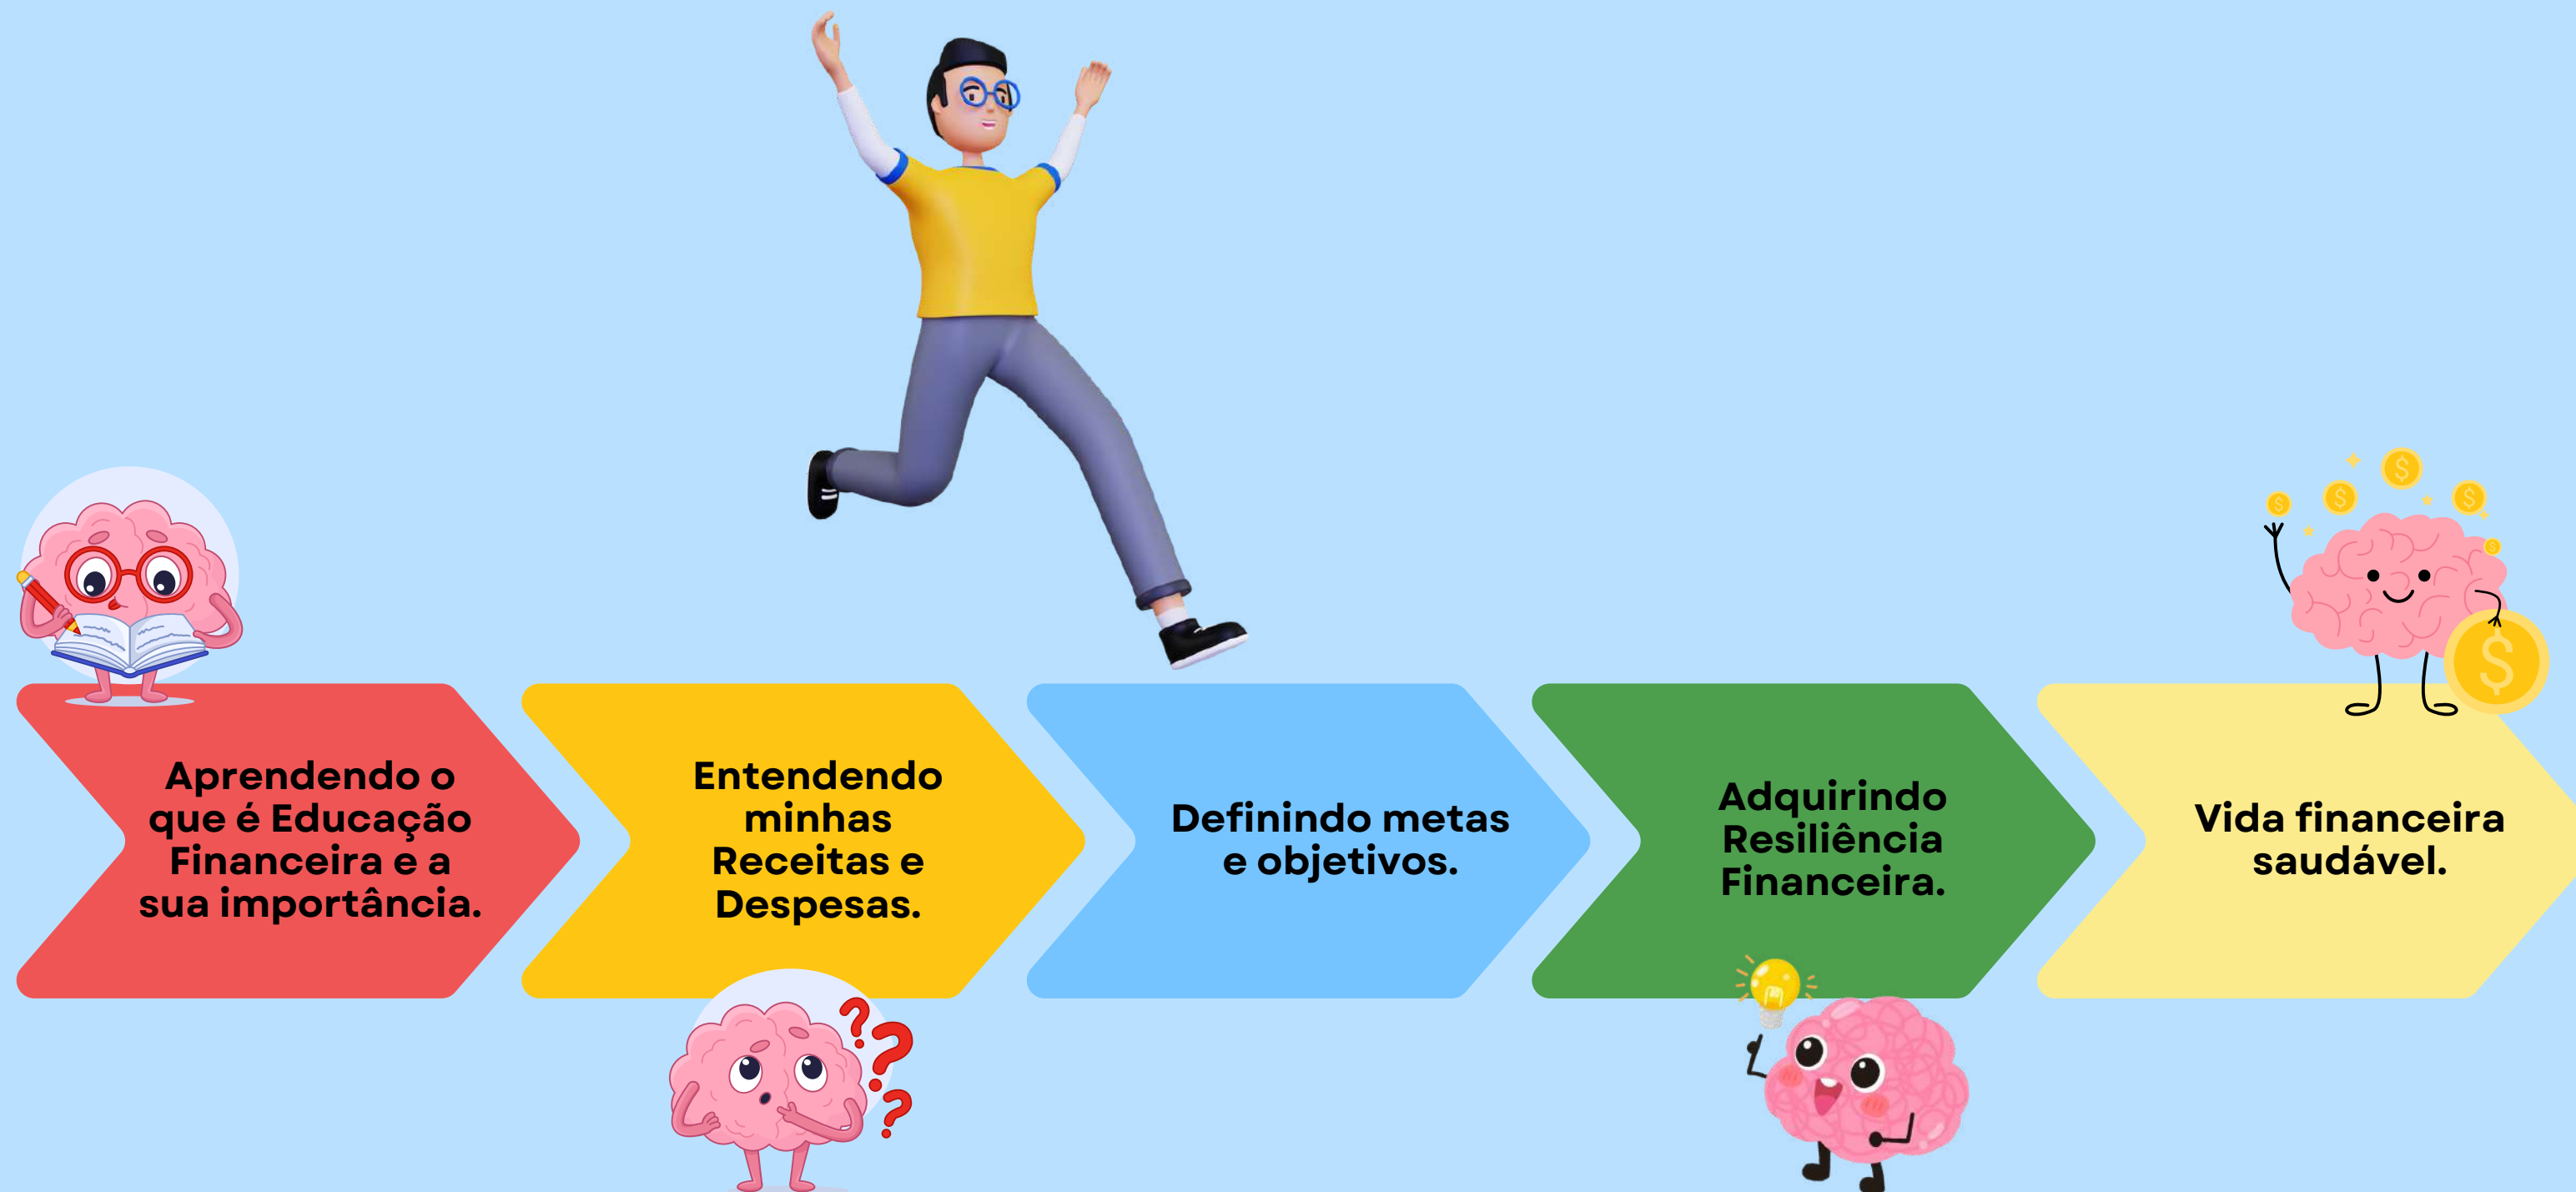 Aprendendo o
que é Educação
Financeira e a
sua importância.
Entendendo
minhas
Receitas e
Despesas.
Definindo metas
e objetivos.
Adquirindo
Resiliência
Financeira.
Vida financeira
saudável.